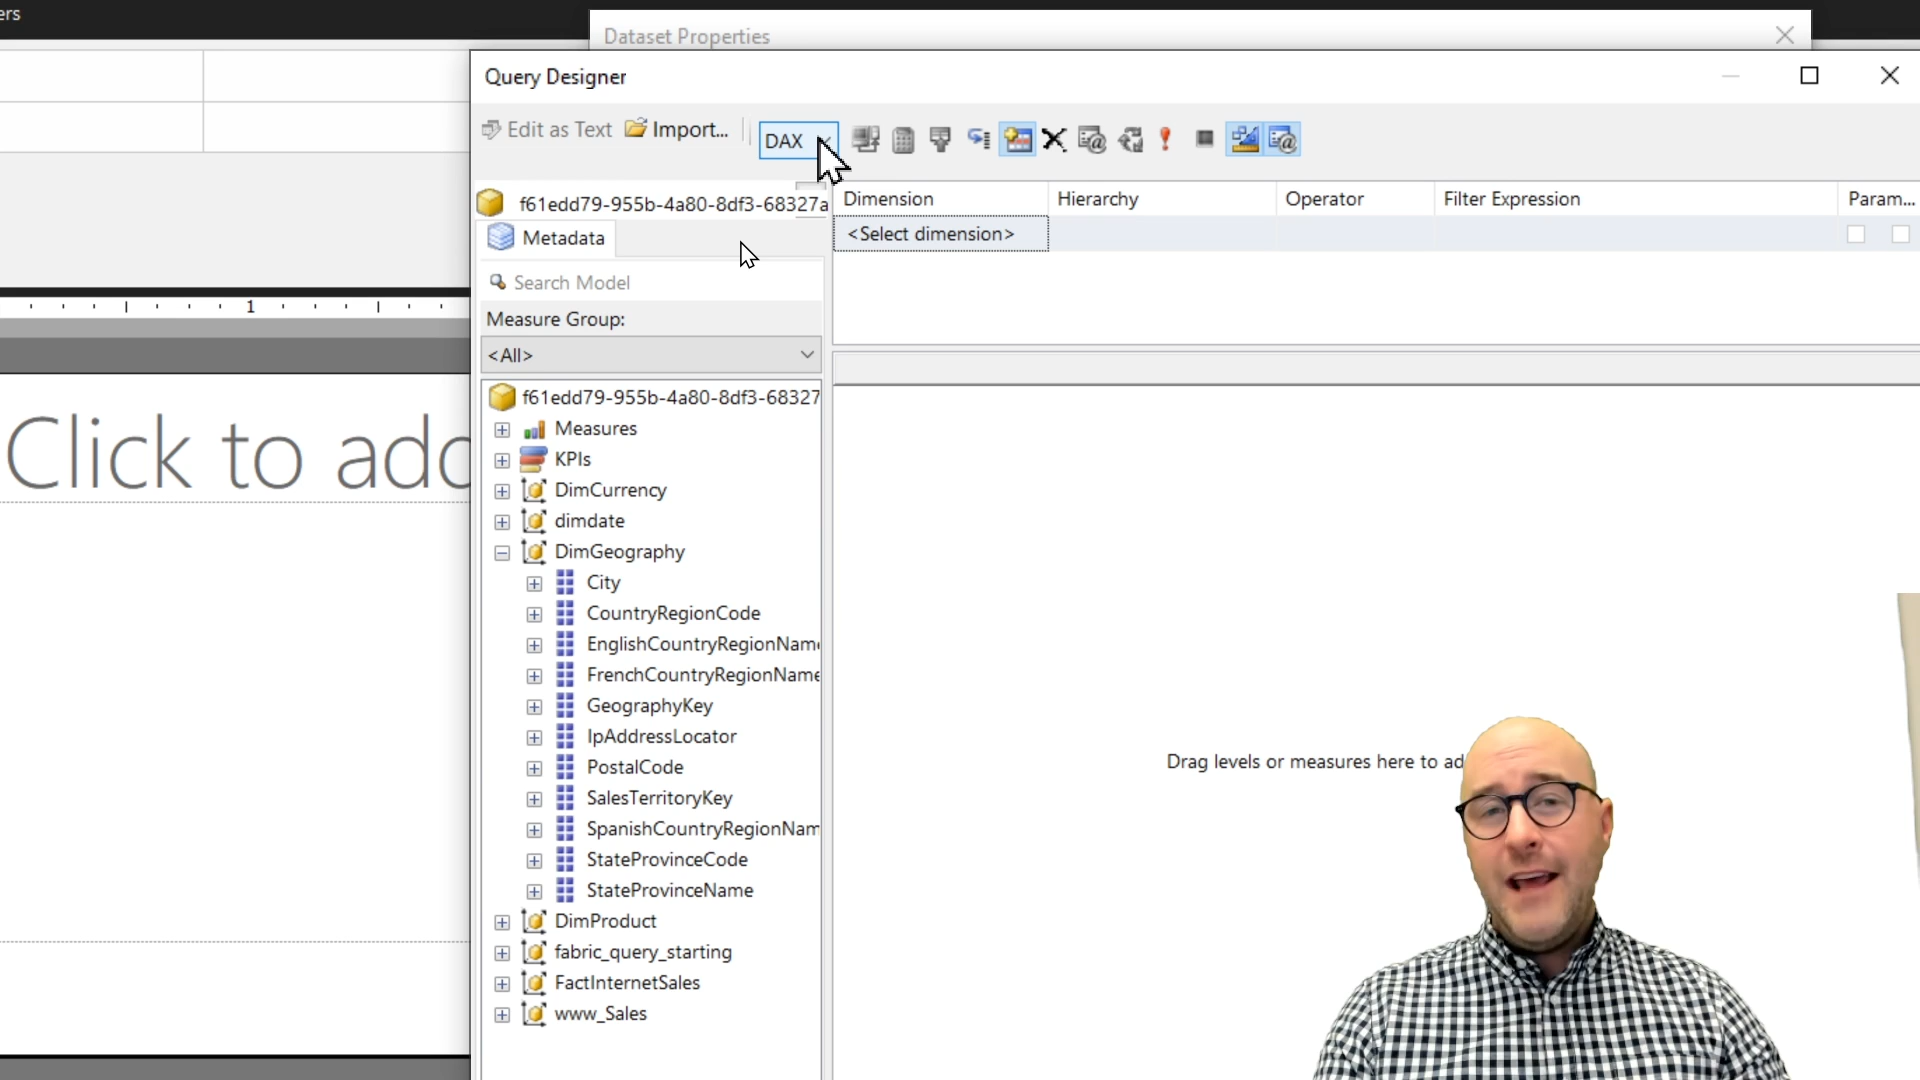 ers
Dataset Properties
Query Designer
Edit as Text Import...
DAX
f61edd79-955b-4a80-8df3-68327a
Dimension Hierarchy Operator Filter Expression Param...
<Select dimension>
Metadata
Search Model
Measure Group:
<All>
1
f61edd79-955b-4a80-8df3-68327
Measures
KPIs
Click to add
DimCurrency
dimdate
DimGeography
City
CountryRegionCode
EnglishCountryRegionName
FrenchCountryRegionName
GeographyKey
IpAddressLocator
PostalCode
SalesTerritoryKey
SpanishCountryRegionNam
StateProvinceCode
StateProvinceName
DimProduct
fabric_query_starting
FactInternetSales
www_Sales
Drag levels or measures here to ad